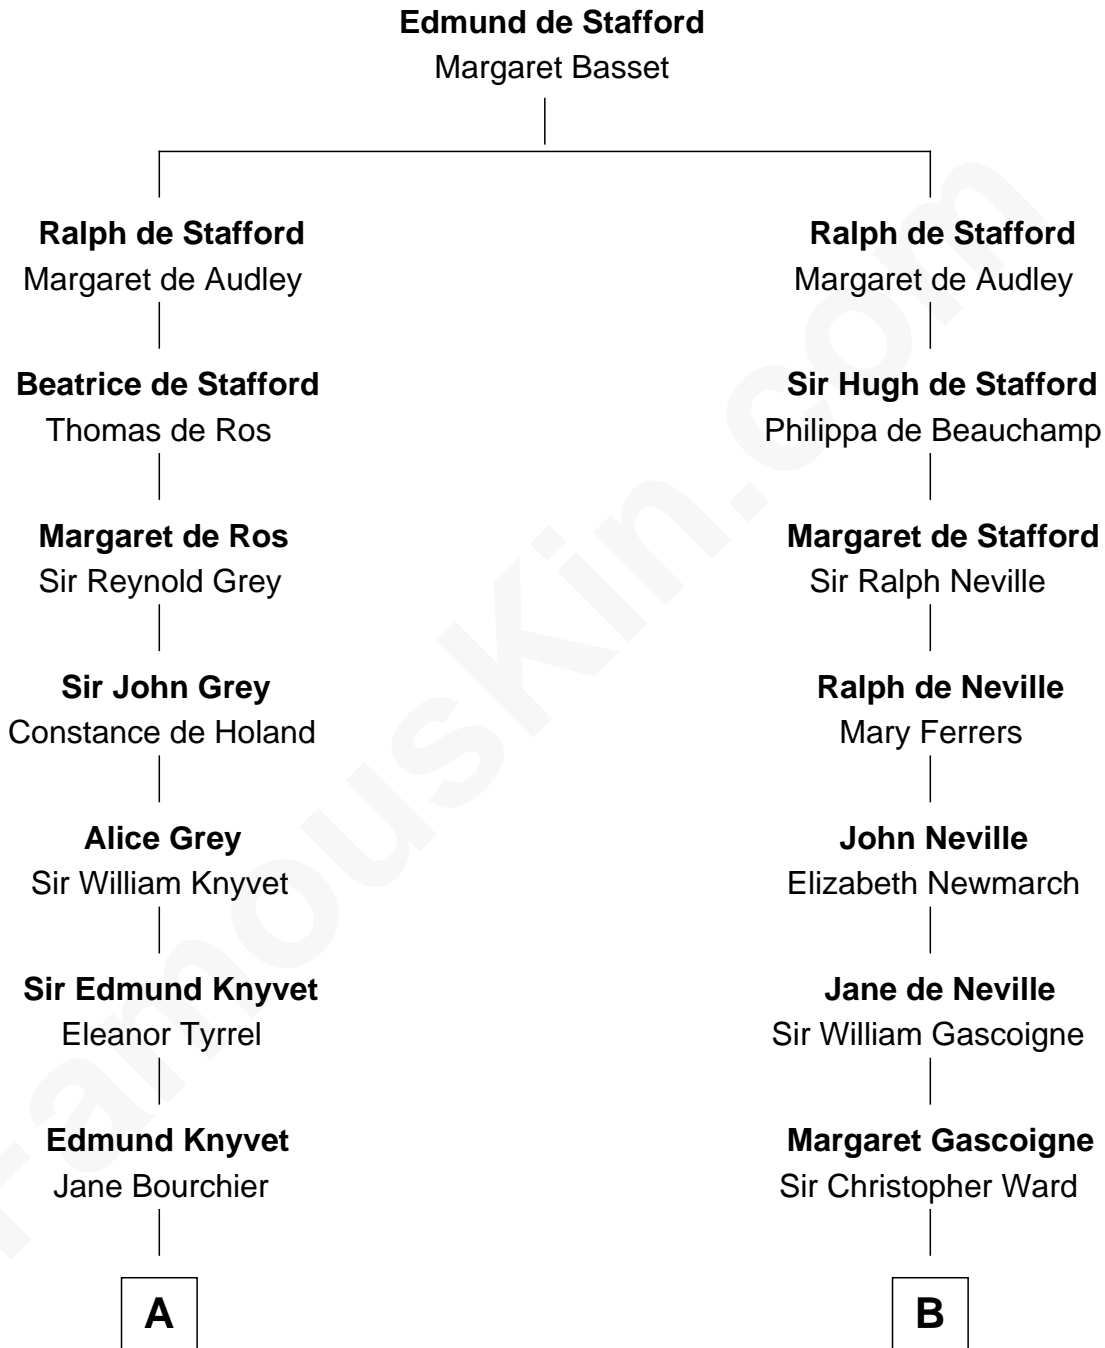 Edmund de Stafford
Margaret Basset
Ralph de Stafford
Margaret de Audley
Beatrice de Stafford
Thomas de Ros
Margaret de Ros
Sir Reynold Grey
Sir John Grey
Constance de Holand
Alice Grey
Sir William Knyvet
Sir Edmund Knyvet
Eleanor Tyrrel
Edmund Knyvet
Jane Bourchier
A
Ralph de Stafford
Margaret de Audley
Sir Hugh de Stafford
Philippa de Beauchamp
Margaret de Stafford
Sir Ralph Neville
Ralph de Neville
Mary Ferrers
John Neville
Elizabeth Newmarch
Jane de Neville
Sir William Gascoigne
Margaret Gascoigne
Sir Christopher Ward
B
FamousKin.com